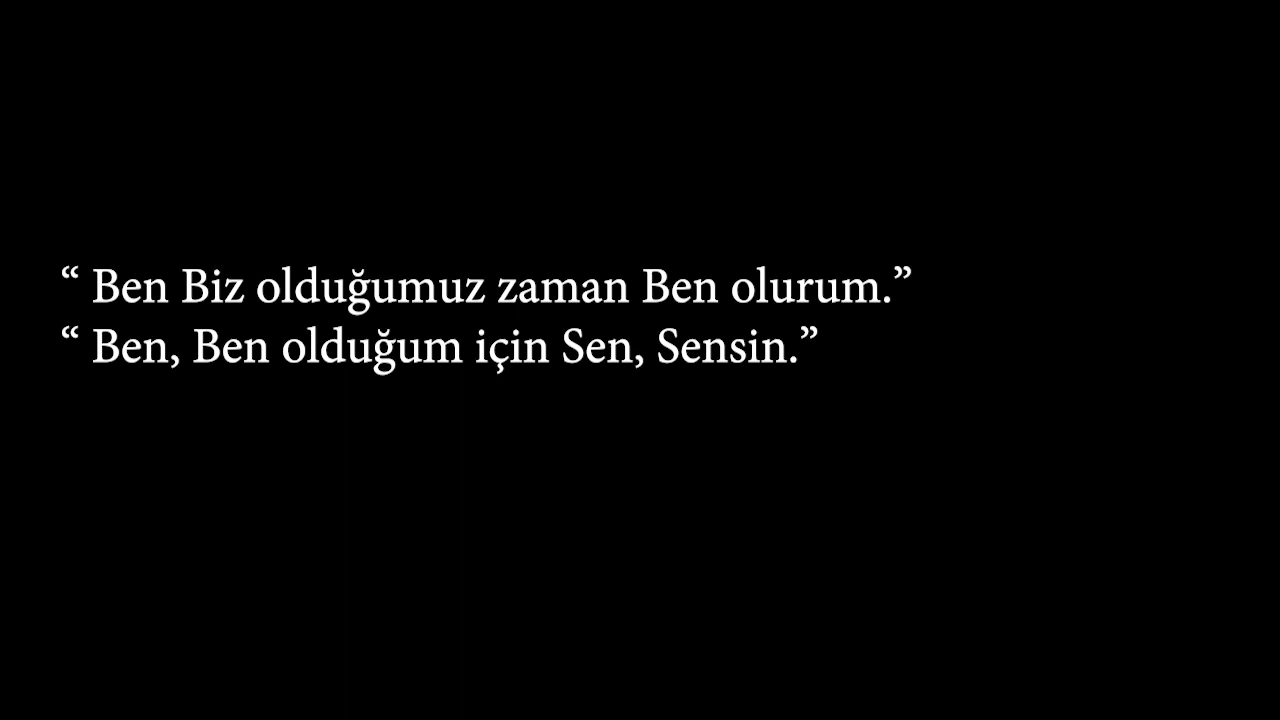 “ Ben Biz olduğumuz zaman Ben olurum.”
“ Ben, Ben olduğum için Sen, Sensin.”